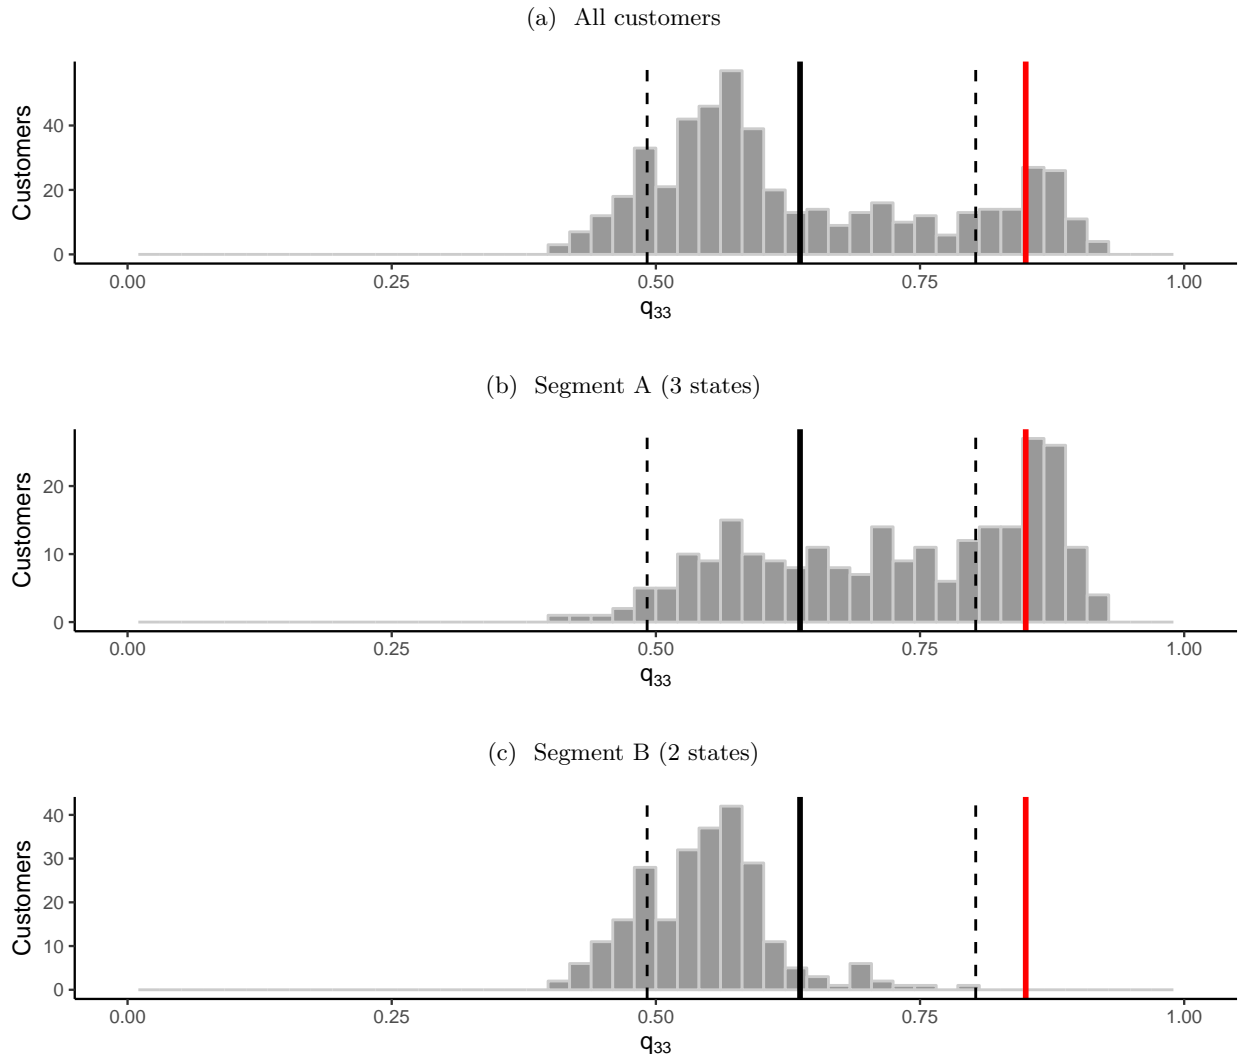 (a) All customers
Customers
40
20
0
0.00 0.25 0.50 0.75 1.00
q33
(b) Segment A (3 states)
Customers
20
10
0
0.00 0.25 0.50 0.75 1.00
q33
(c) Segment B (2 states)
Customers
40
30
20
10
0
0.00 0.25 0.50 0.75 1.00
q33